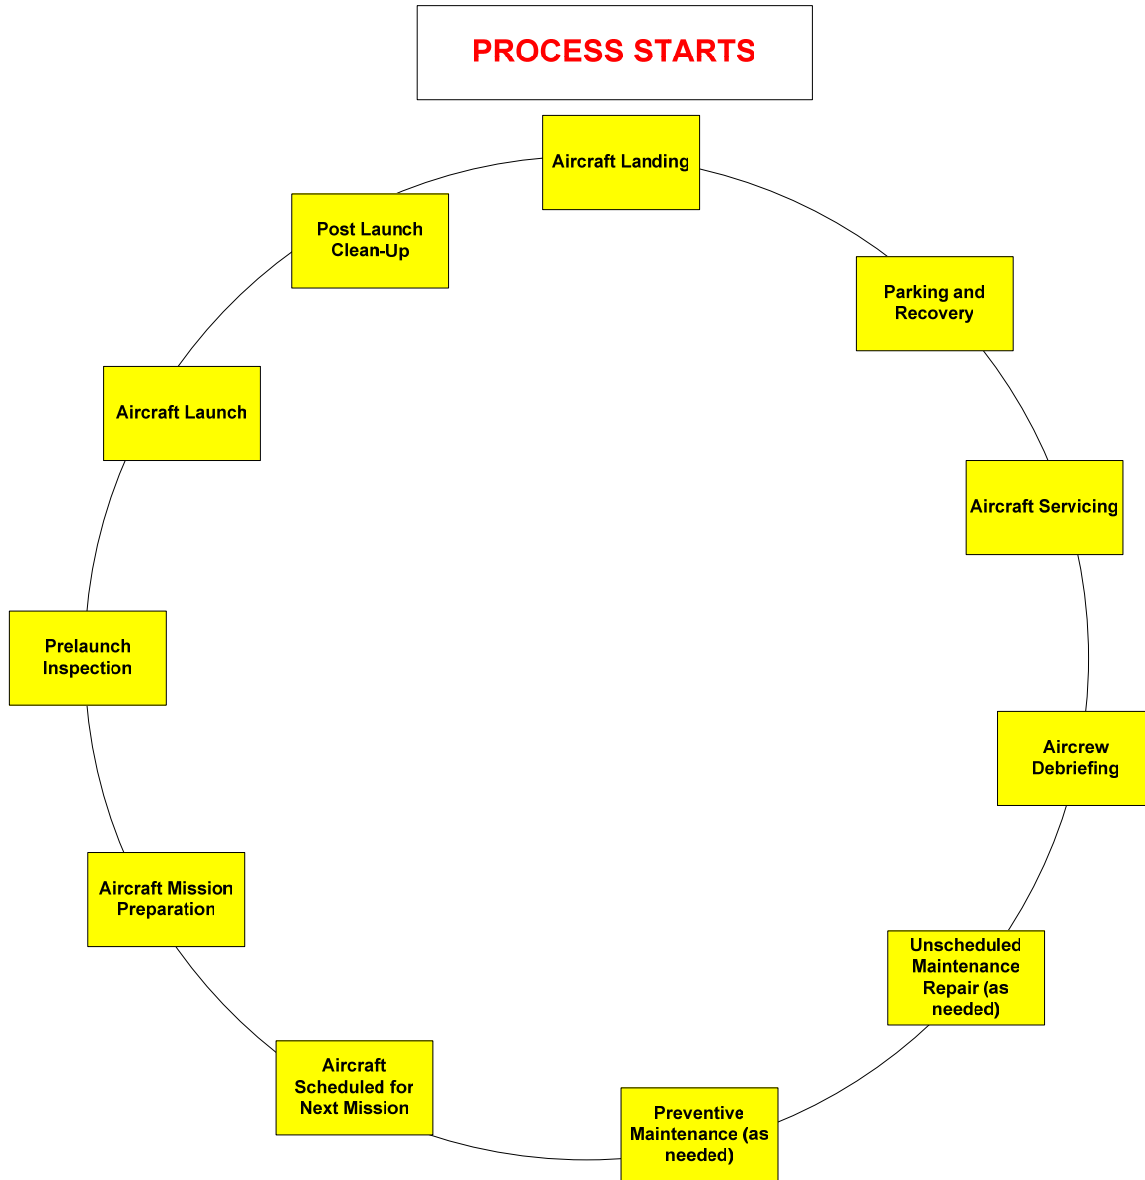 PROCESS STARTS
Aircraft Landing
Parking and
Recovery
Aircraft Servicing
Aircrew
Debriefing
Unscheduled
Maintenance
Repair (as
needed)
Preventive
Maintenance (as
needed)
Aircraft
Scheduled for
Next Mission
Aircraft Mission
Preparation
Prelaunch
Inspection
Aircraft Launch
Post Launch
Clean-Up